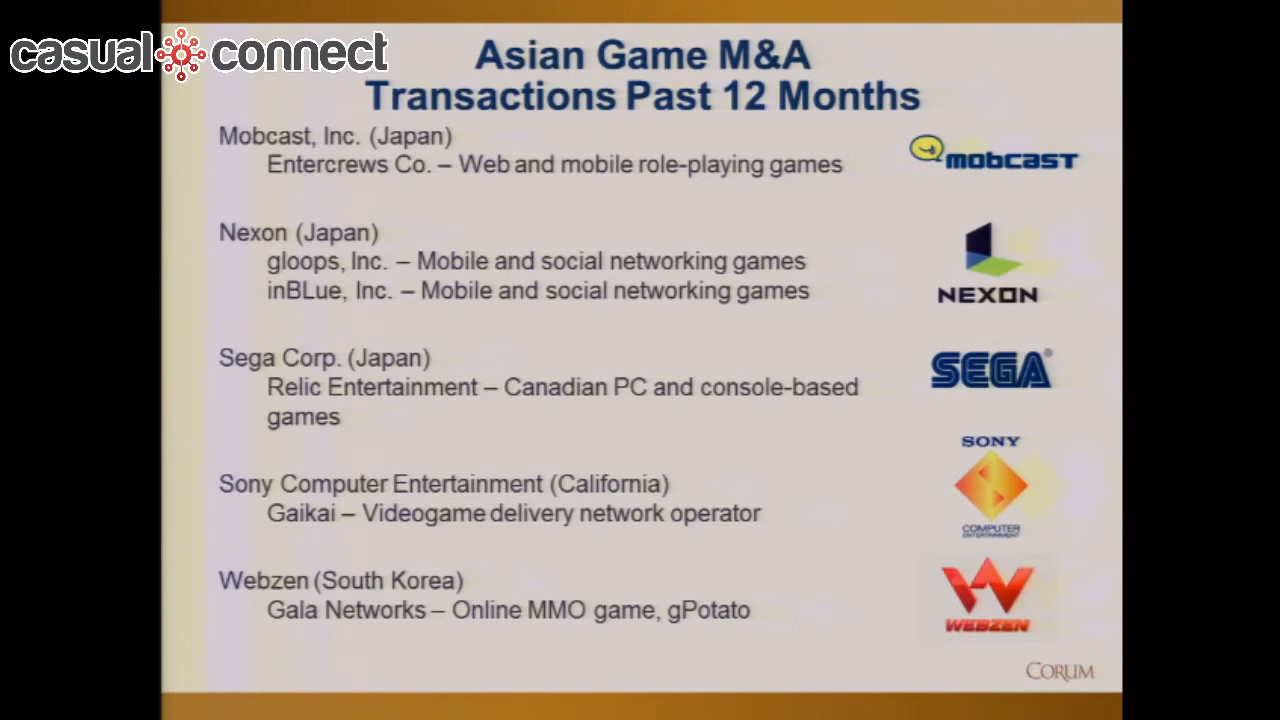 casual connect
Asian Game M&A
Transactions Past 12 Months
Mobcast, Inc. (Japan)
Entercrews Co. – Web and mobile role-playing games
mobcast
Nexon (Japan)
gloops, Inc. – Mobile and social networking games
inBLue, Inc. – Mobile and social networking games
NEXON
Sega Corp. (Japan)
Relic Entertainment – Canadian PC and console-based
games
SEGA®
Sony Computer Entertainment (California)
Gaikai – Videogame delivery network operator
SONY
COMPUTER
ENTERTAINMENT
Webzen (South Korea)
Gala Networks – Online MMO game, gPotato
WEBZEN
CORUM